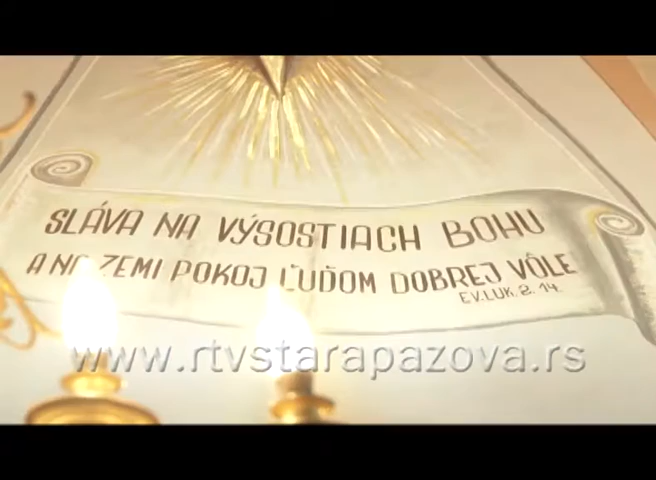 SLÁVA NA VÝSOSTIACH BOHU
A NA ZEMI POKOJ ĽUĎOM DOBREJ VÔLE
EV. LUK. 2. 14.
www.rtvstarapazova.rs